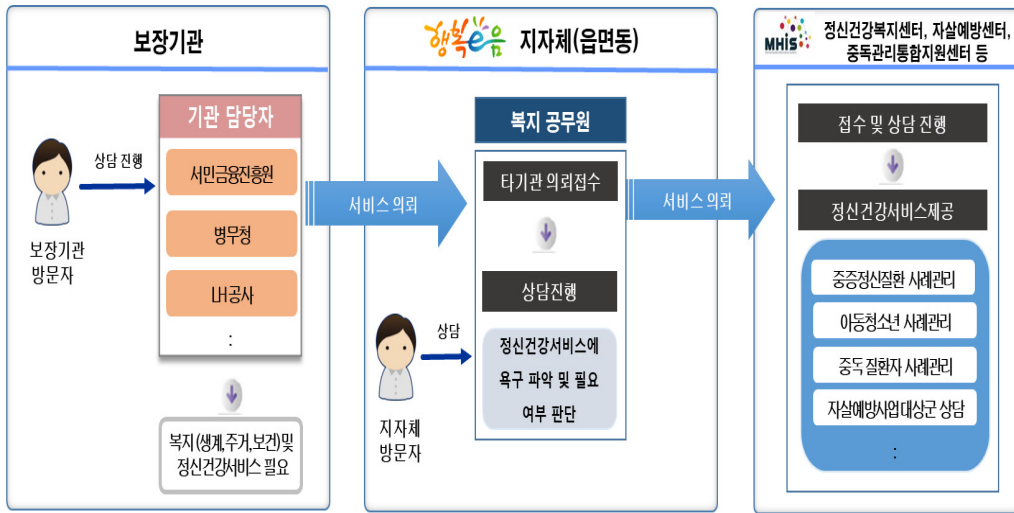 보장기관
기관 담당자
상담 진행
서민금융진흥원
병무청
LH공사
:
보장기관
방문자
복지(생계,주거,보건)및
정신건강서비스 필요
서비스 의뢰
행복e음 지자체(읍면동)
복지 공무원
타기관 의뢰접수
상담진행
정신건강서비스에
욕구 파악 및 필요
여부 판단
상담
지자체
방문자
서비스 의뢰
MHiS
정신건강복지센터, 자살예방센터,
중독관리통합지원센터 등
접수 및 상담 진행
정신건강서비스제공
중증정신질환 사례관리
아동청소년 사례관리
중독 질환자 사례관리
자살예방사업 대상군 상담
: